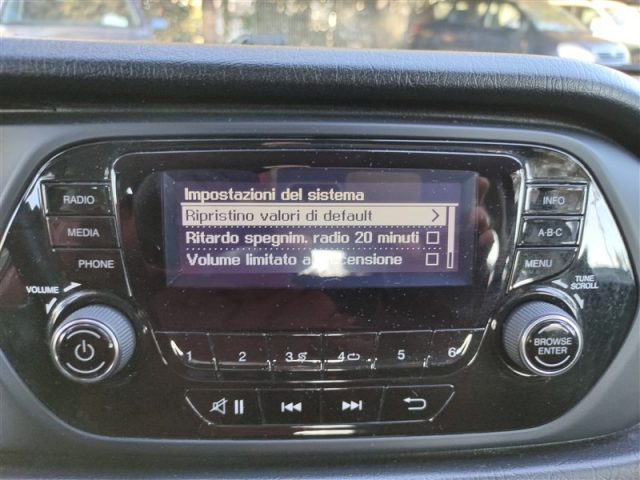 Impostazioni del sistema
Ripristino valori di default
Ritardo spegnim. radio 20 minuti
Volume limitato a
RADIO
MEDIA
PHONE
INFO
A-B-C
MENU
VOLUME
TUNE
SCROLL
BROWSE
ENTER
1 2 3 4 5 6